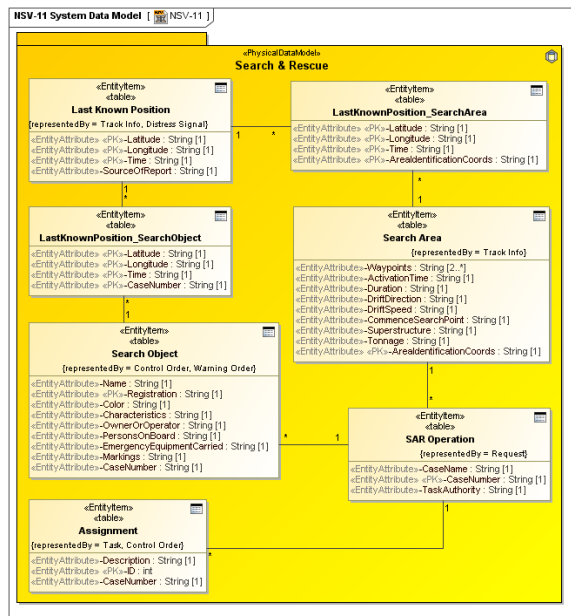 NSV-11 System Data Model [ NSV-11 ]
«PhysicalDataModel»
Search & Rescue
«EntityItem»
«table»
Last Known Position
{representedBy = Track Info, Distress Signal}
«EntityAttribute» «PK»-Latitude : String [1]
«EntityAttribute» «PK»-Longitude : String [1]
«EntityAttribute» «PK»-Time : String [1]
«EntityAttribute»-SourceOfReport : String [1]
1
*
«EntityItem»
«table»
LastKnownPosition_SearchArea
«EntityAttribute» «PK»-Latitude : String [1]
«EntityAttribute» «PK»-Longitude : String [1]
«EntityAttribute» «PK»-Time : String [1]
«EntityAttribute» «PK»-AreaIdentificationCoords : String [1]
1
*
*
1
«EntityItem»
«table»
LastKnownPosition_SearchObject
«EntityAttribute» «PK»-Latitude : String [1]
«EntityAttribute» «PK»-Longitude : String [1]
«EntityAttribute» «PK»-Time : String [1]
«EntityAttribute» «PK»-CaseNumber : String [1]
«EntityItem»
«table»
Search Area
{representedBy = Track Info}
«EntityAttribute»-Waypoints : String [2..*]
«EntityAttribute»-ActivationTime : String [1]
«EntityAttribute»-Duration : String [1]
«EntityAttribute»-DriftDirection : String [1]
«EntityAttribute»-DriftSpeed : String [1]
«EntityAttribute»-CommenceSearchPoint : String [1]
«EntityAttribute»-Superstructure : String [1]
«EntityAttribute»-Tonnage : String [1]
«EntityAttribute» «PK»-AreaIdentificationCoords : String [1]
*
1
«EntityItem»
«table»
Search Object
{representedBy = Control Order, Warning Order}
«EntityAttribute»-Name : String [1]
«EntityAttribute» «PK»-Registration : String [1]
«EntityAttribute»-Color : String [1]
«EntityAttribute»-Characteristics : String [1]
«EntityAttribute»-OwnerOrOperator : String [1]
«EntityAttribute»-PersonsOnBoard : String [1]
«EntityAttribute»-EmergencyEquipmentCarried : String [1]
«EntityAttribute»-Markings : String [1]
«EntityAttribute»-CaseNumber : String [1]
1
*
*
1
«EntityItem»
«table»
SAR Operation
{representedBy = Request}
«EntityAttribute»-CaseName : String [1]
«EntityAttribute» «PK»-CaseNumber : String [1]
«EntityAttribute»-TaskAuthority : String [1]
1
*
«EntityItem»
«table»
Assignment
{representedBy = Task, Control Order}
«EntityAttribute»-Description : String [1]
«EntityAttribute» «PK»-ID : int
«EntityAttribute»-CaseNumber : String [1]